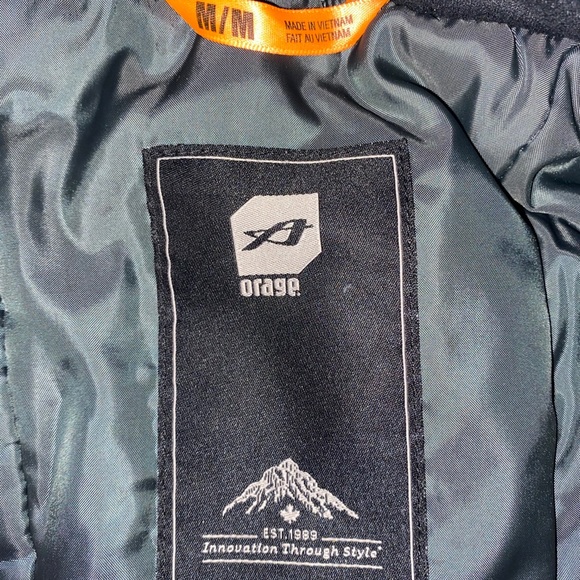 M/M
MADE IN VIETNAM
FAIT AU VIETNAM
orage
EST. 1989
Innovation Through Style